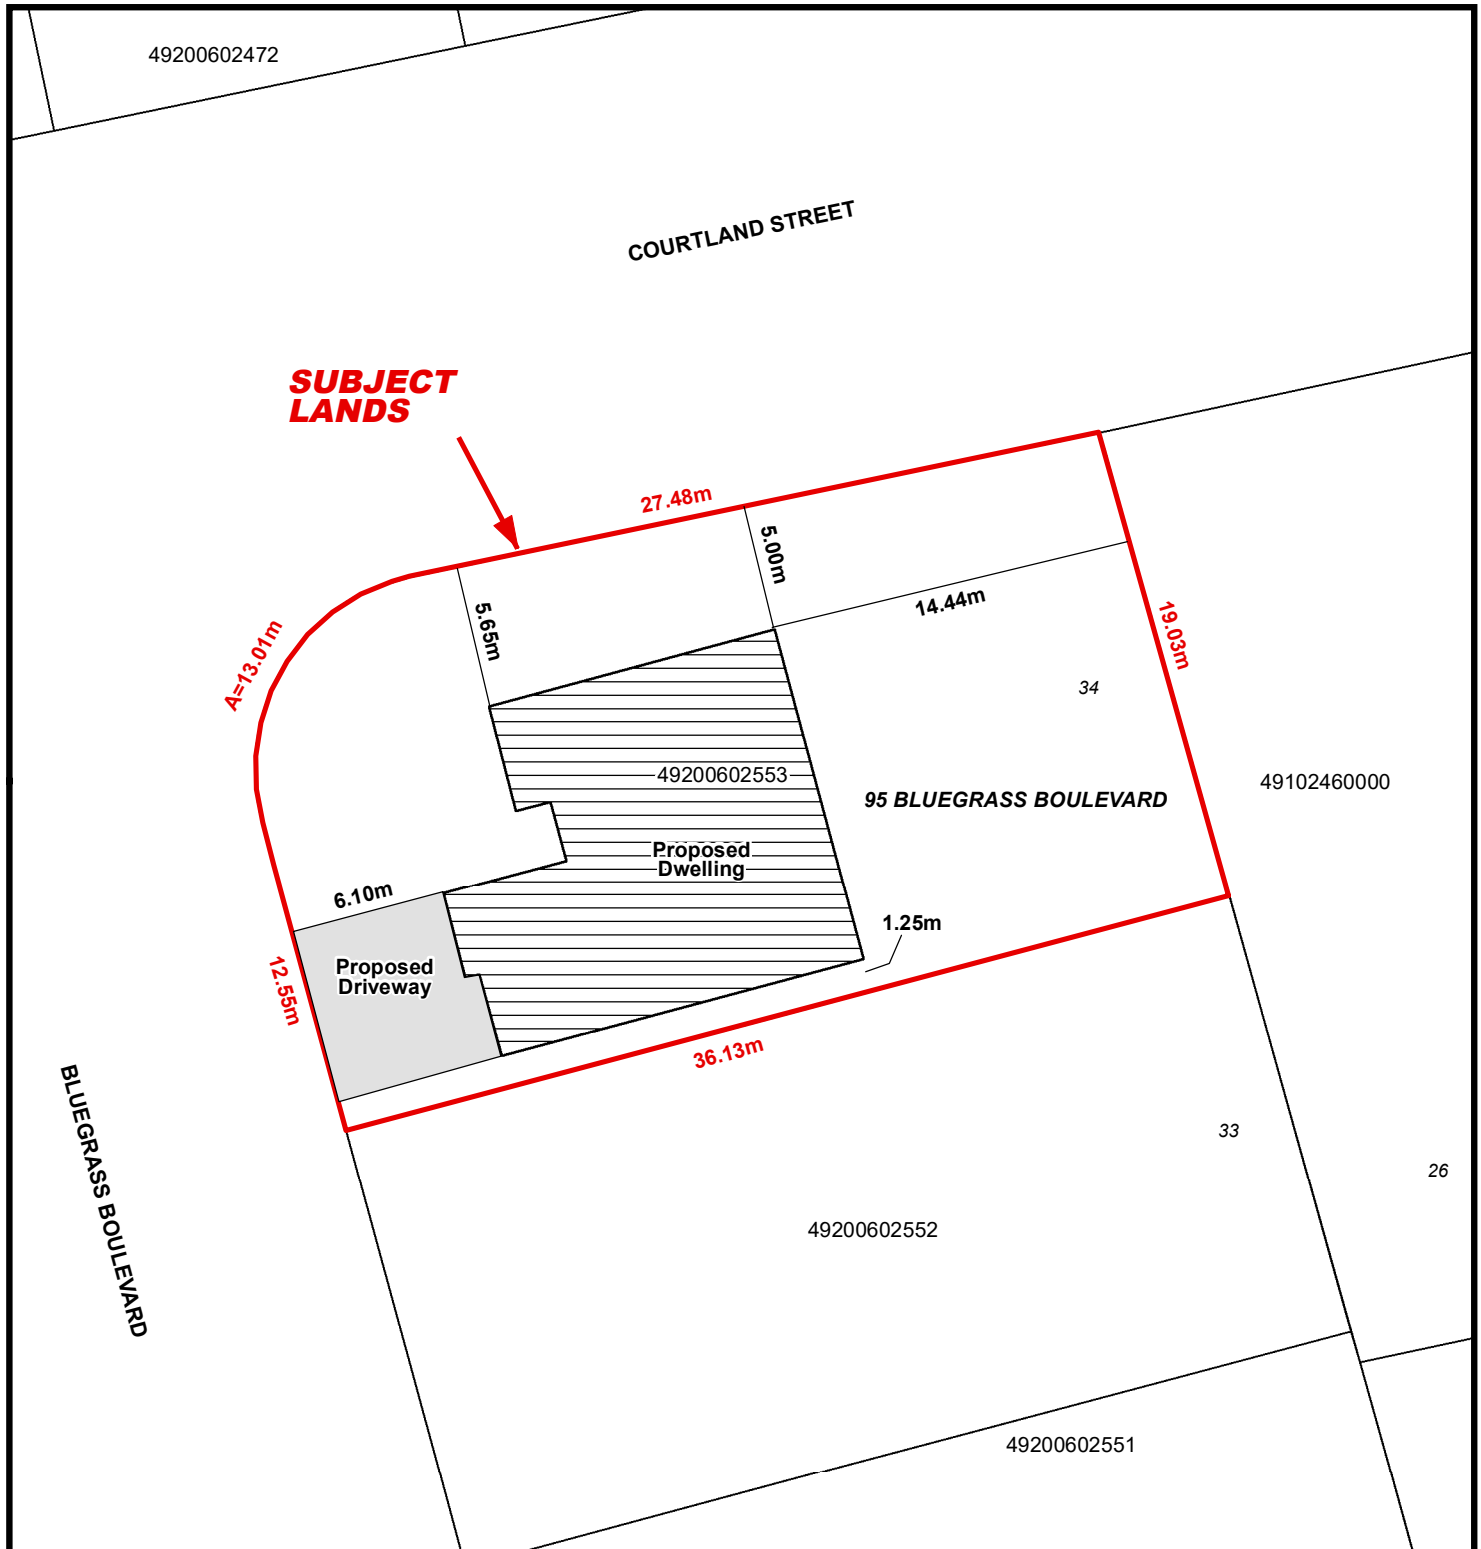 49200602472
COURTLAND STREET
SUBJECT
LANDS
27.48m
5.00m
14.44m
5.65m
19.03m
A=13.01m
34
49200602553
49102460000
95 BLUEGRASS BOULEVARD
Proposed
Dwelling
6.10m
1.25m
Proposed
Driveway
12.55m
36.13m
BLUEGRASS BOULEVARD
33
26
49200602552
49200602551